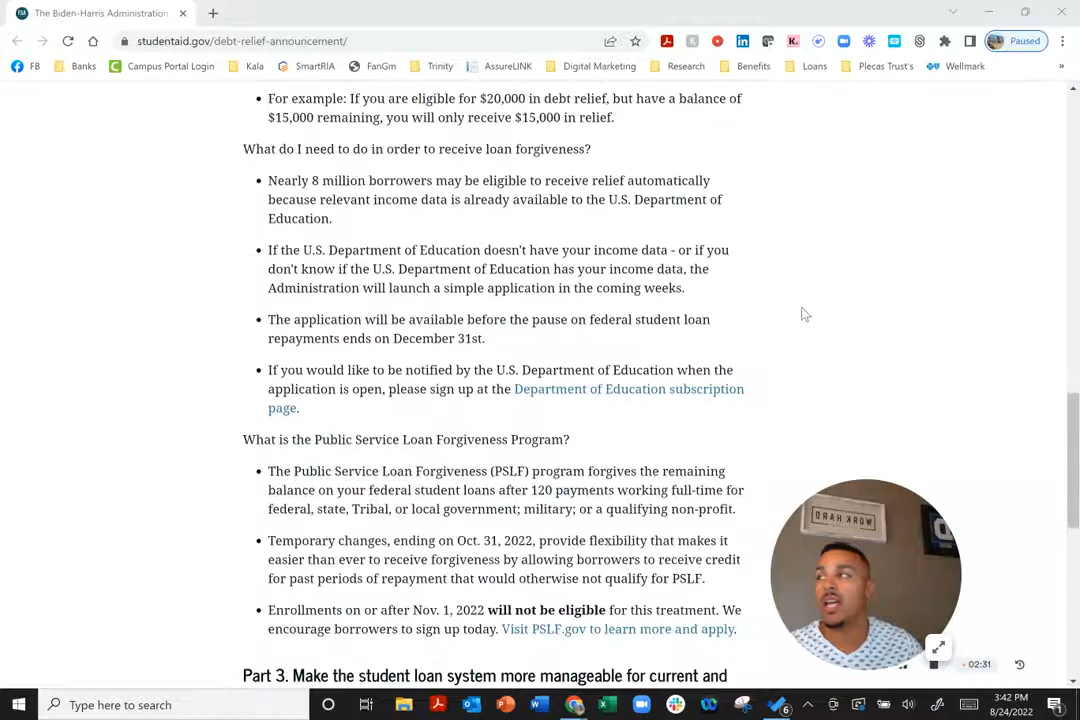 The Biden-Harris Administration
studentaid.gov/debt-relief-announcement/
Paused
FB Banks Campus Portal Login Kala SmartRIA FanGm Trinity AssureLINK Digital Marketing Research Benefits Loans Plecas Trust's Wellmark »
• For example: If you are eligible for $20,000 in debt relief, but have a balance of
$15,000 remaining, you will only receive $15,000 in relief.
What do I need to do in order to receive loan forgiveness?
• Nearly 8 million borrowers may be eligible to receive relief automatically
because relevant income data is already available to the U.S. Department of
Education.
• If the U.S. Department of Education doesn't have your income data - or if you
don't know if the U.S. Department of Education has your income data, the
Administration will launch a simple application in the coming weeks.
• The application will be available before the pause on federal student loan
repayments ends on December 31st.
• If you would like to be notified by the U.S. Department of Education when the
application is open, please sign up at the Department of Education subscription
page.
What is the Public Service Loan Forgiveness Program?
• The Public Service Loan Forgiveness (PSLF) program forgives the remaining
balance on your federal student loans after 120 payments working full-time for
federal, state, Tribal, or local government; military; or a qualifying non-profit.
• Temporary changes, ending on Oct. 31, 2022, provide flexibility that makes it
easier than ever to receive forgiveness by allowing borrowers to receive credit
for past periods of repayment that would otherwise not qualify for PSLF.
• Enrollments on or after Nov. 1, 2022 will not be eligible for this treatment. We
encourage borrowers to sign up today. Visit PSLF.gov to learn more and apply.
Part 3. Make the student loan system more manageable for current and
WORK HARD
02:31
Type here to search
6
3:42 PM
8/24/2022
1